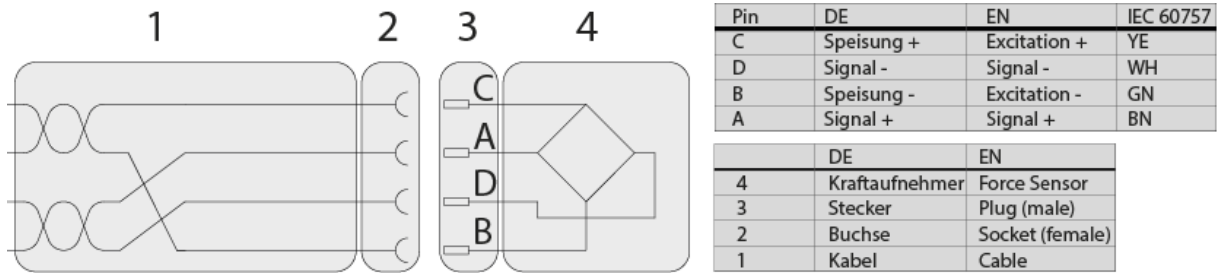 1 2 3 4
C
A
D
B
Pin DE EN IEC 60757
C Speisung + Excitation + YE
D Signal - Signal - WH
B Speisung - Excitation - GN
A Signal + Signal + BN
DE EN
4 Kraftaufnehmer Force Sensor
3 Stecker Plug (male)
2 Buchse Socket (female)
1 Kabel Cable